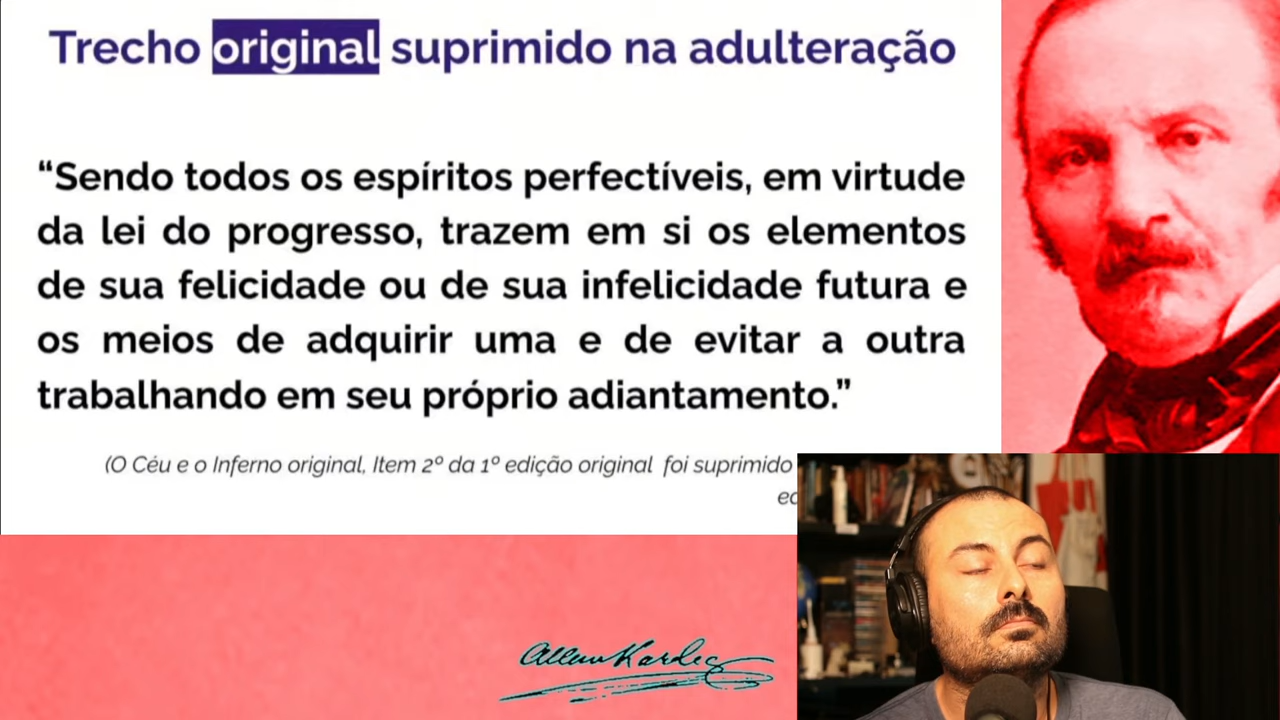 Trecho original suprimido na adulteração
“Sendo todos os espíritos perfectíveis, em virtude
da lei do progresso, trazem em si os elementos
de sua felicidade ou de sua infelicidade futura e
os meios de adquirir uma e de evitar a outra
trabalhando em seu próprio adiantamento.”
(O Céu e o Inferno original, Item 2º da 1º edição original foi suprimido
Allan Kardec